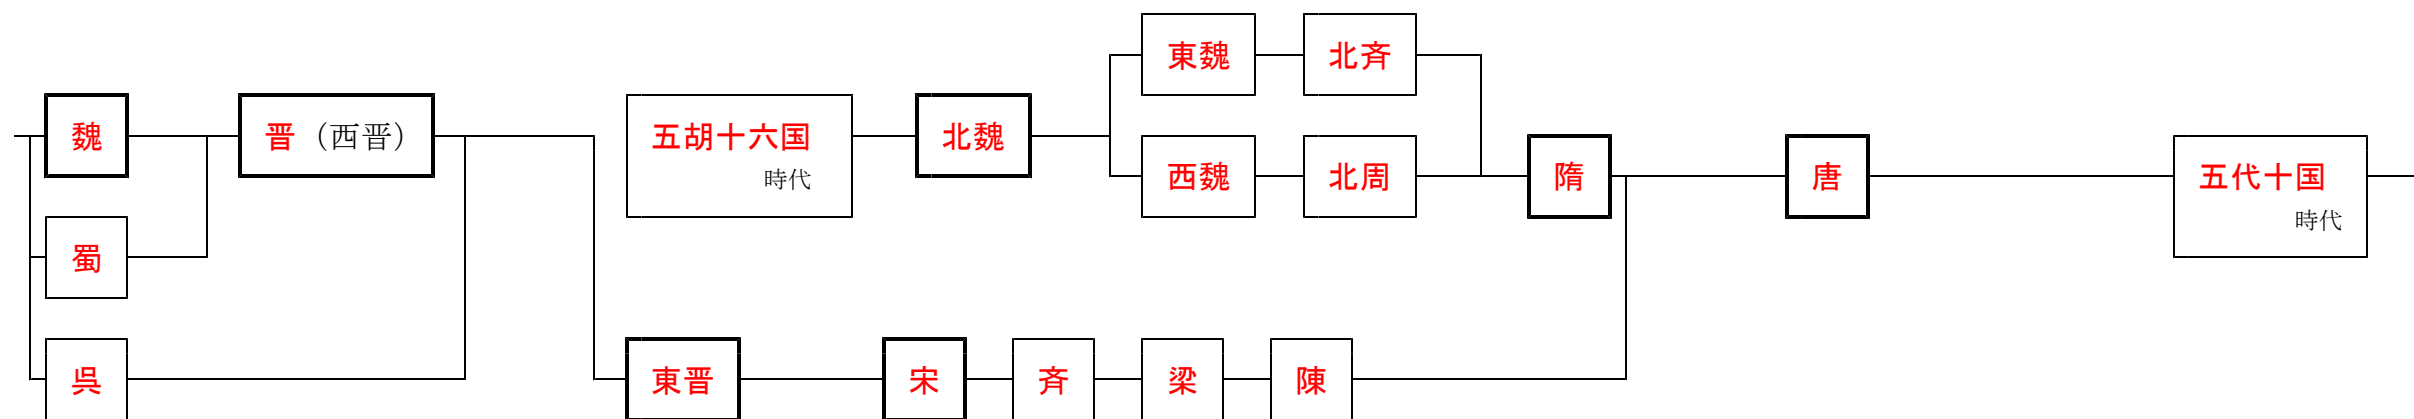 魏
蜀
呉
晋（西晋）
五胡十六国
時代
北魏
東魏
北斉
西魏
北周
東晋
宋
斉
梁
陳
隋
唐
五代十国
時代